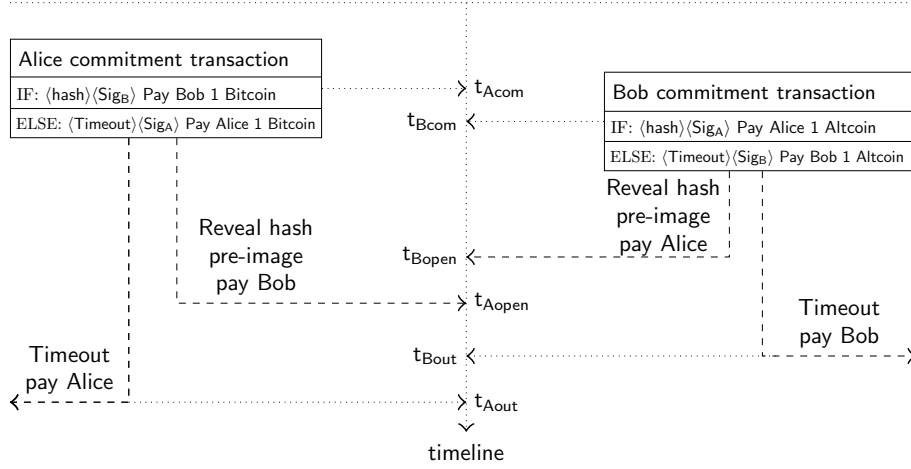 Alice commitment transaction
IF: ⟨hash⟩⟨Sig_B⟩ Pay Bob 1 Bitcoin
ELSE: ⟨Timeout⟩⟨Sig_A⟩ Pay Alice 1 Bitcoin
t_Acom
Bob commitment transaction
t_Bcom
IF: ⟨hash⟩⟨Sig_A⟩ Pay Alice 1 Altcoin
ELSE: ⟨Timeout⟩⟨Sig_B⟩ Pay Bob 1 Altcoin
Reveal hash
pre-image
pay Alice
Reveal hash
pre-image
pay Bob
t_Bopen
t_Aopen
Timeout
pay Bob
Timeout
pay Alice
t_Bout
t_Aout
timeline